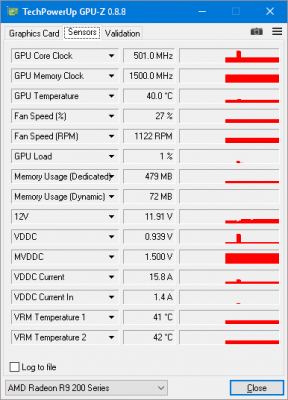 TechPowerUp GPU-Z 0.8.8
Graphics Card Sensors Validation
GPU Core Clock 501.0 MHz
GPU Memory Clock 1500.0 MHz
GPU Temperature 40.0 °C
Fan Speed (%) 27 %
Fan Speed (RPM) 1122 RPM
GPU Load 1 %
Memory Usage (Dedicated) 479 MB
Memory Usage (Dynamic) 72 MB
12V 11.91 V
VDDC 0.939 V
MVDDC 1.500 V
VDDC Current 15.8 A
VDDC Current In 1.4 A
VRM Temperature 1 41 °C
VRM Temperature 2 42 °C
Log to file
AMD Radeon R9 200 Series Close